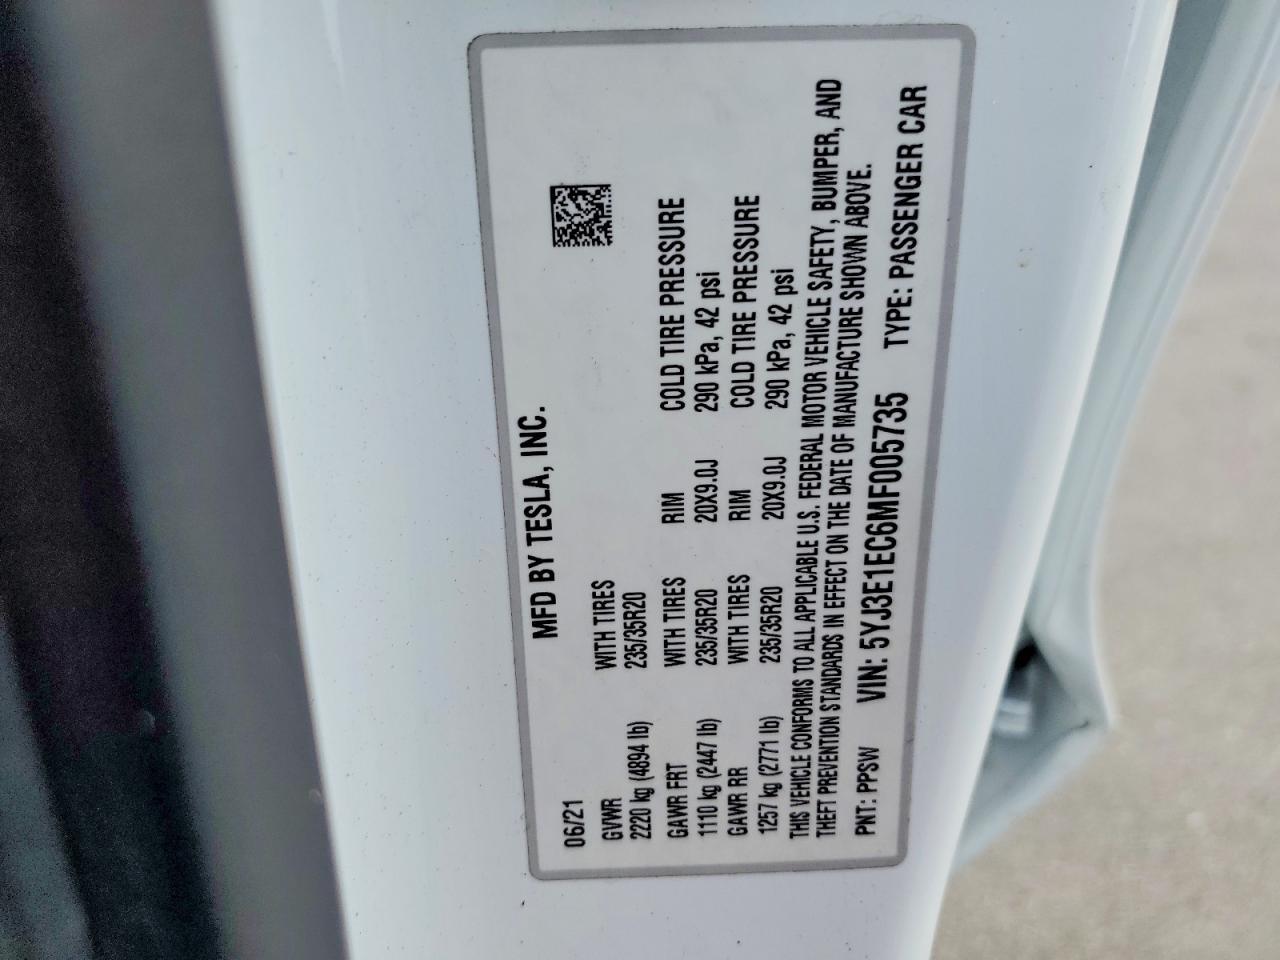 MFD BY TESLA, INC.
06/21
GVWR WITH TIRES
2220 kg (4894 lb) 235/35R20
GAWR FRT WITH TIRES RIM COLD TIRE PRESSURE
1110 kg (2447 lb) 235/35R20 20X9.0J 290 kPa, 42 psi
GAWR RR WITH TIRES RIM COLD TIRE PRESSURE
1257 kg (2771 lb) 235/35R20 20X9.0J 290 kPa, 42 psi
THIS VEHICLE CONFORMS TO ALL APPLICABLE U.S. FEDERAL MOTOR VEHICLE SAFETY, BUMPER, AND
THEFT PREVENTION STANDARDS IN EFFECT ON THE DATE OF MANUFACTURE SHOWN ABOVE.
PNT: PPSW VIN: 5YJ3E1EC6MF005735 TYPE: PASSENGER CAR